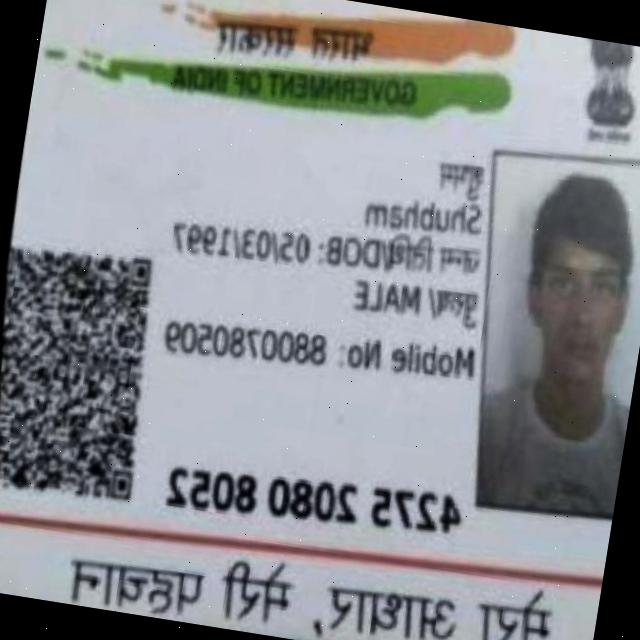 भारत सरकार
GOVERNMENT OF INDIA
शुभम
Shubham
जन्म तिथि/DOB: 05/03/1997
पुरुष/ MALE
Mobile No: 8800780509
4275 2080 8052
मेरा आधार, मेरी पहचान